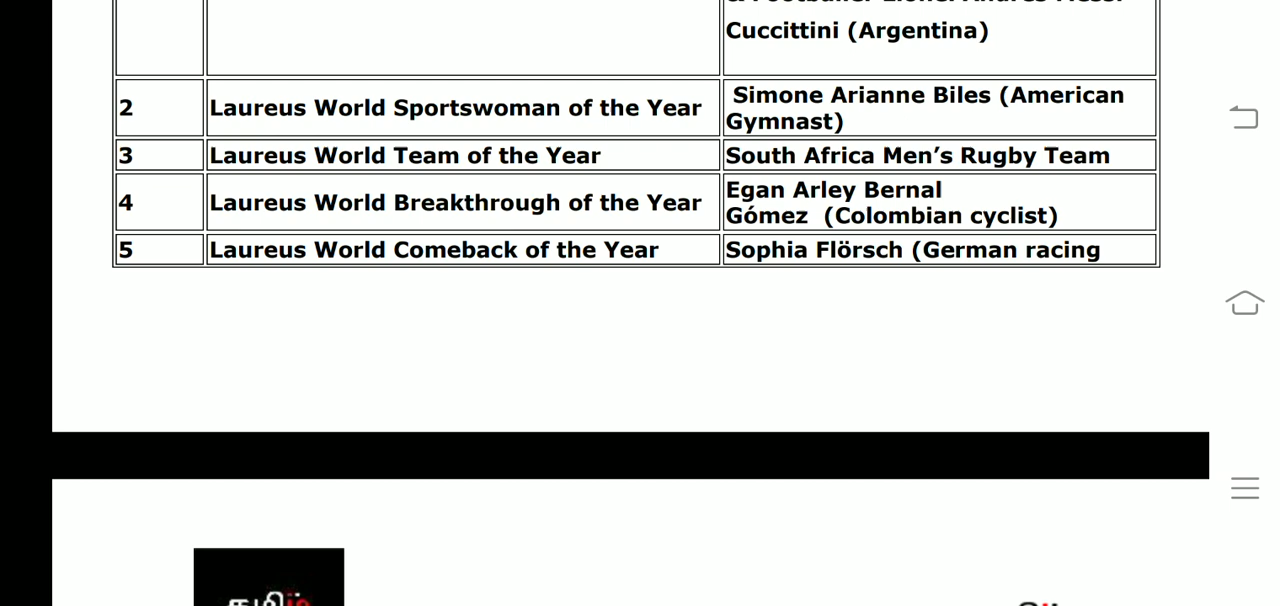 Cuccittini (Argentina)
2 Laureus World Sportswoman of the Year Simone Arianne Biles (American
Gymnast)
3 Laureus World Team of the Year South Africa Men’s Rugby Team
4 Laureus World Breakthrough of the Year Egan Arley Bernal
Gómez (Colombian cyclist)
5 Laureus World Comeback of the Year Sophia Flörsch (German racing